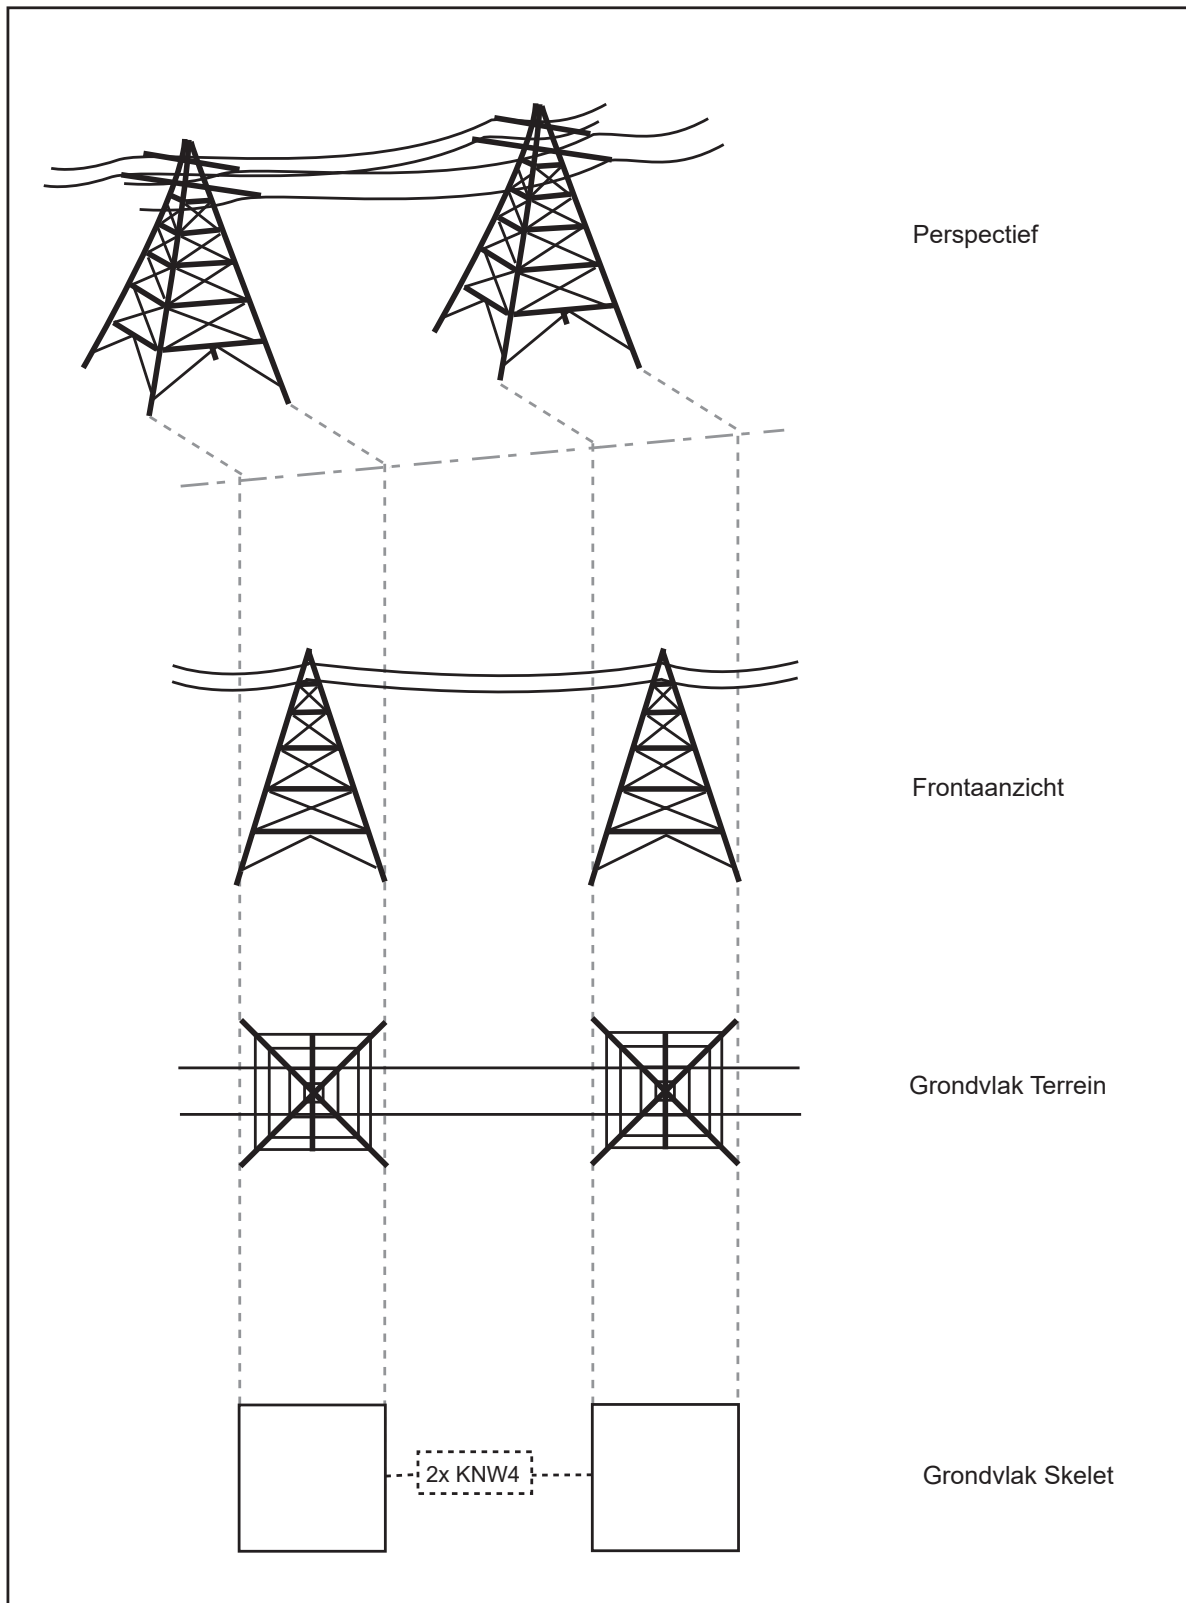 Perspectief
Frontaanzicht
Grondvlak Terrein
2x KNW4
Grondvlak Skelet